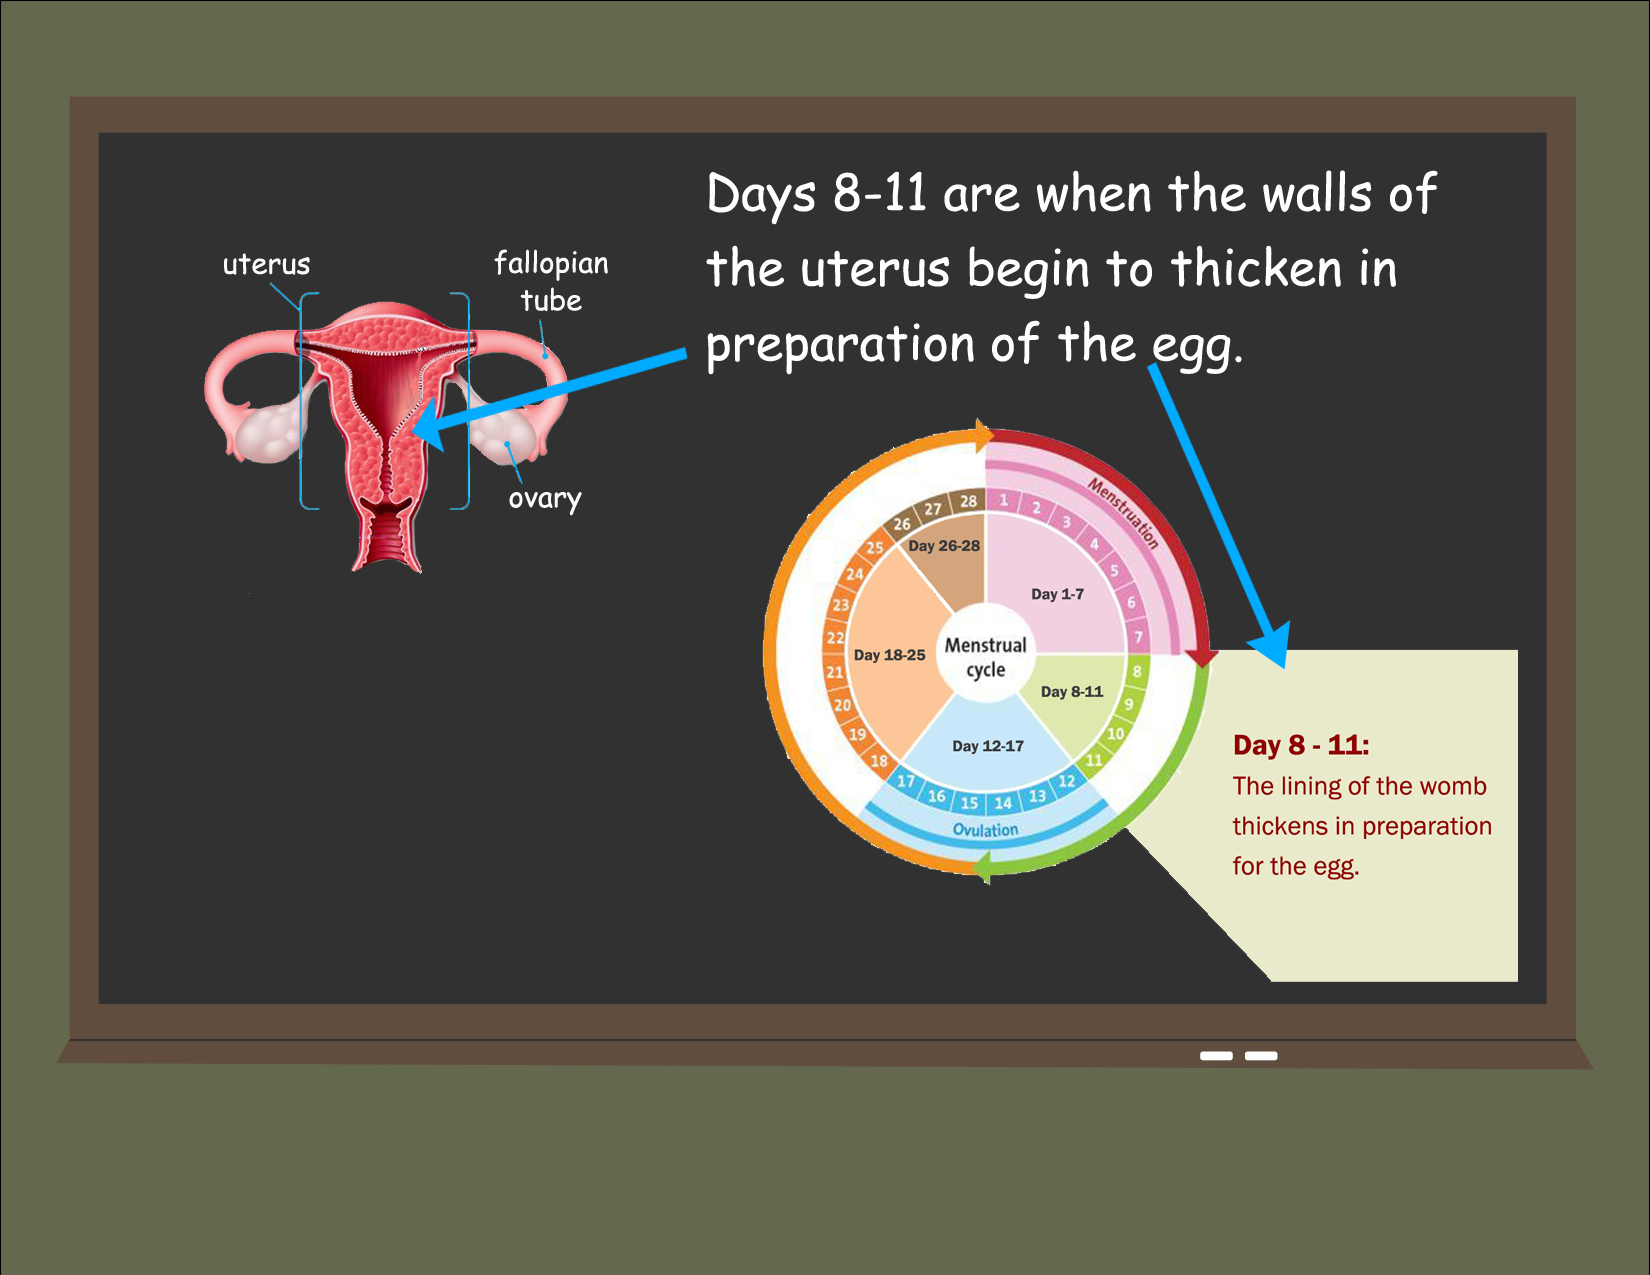 Days 8-11 are when the walls of
the uterus begin to thicken in
preparation of the egg.
uterus
fallopian
tube
ovary
Menstruation
1
2
3
4
5
6
7
8
9
10
11
12
13
14
15
16
17
18
19
20
21
22
23
24
25
26
27
28
Day 26-28
Day 1-7
Menstrual
cycle
Day 18-25
Day 8-11
Day 12-17
Ovulation
Day 8 - 11:
The lining of the womb
thickens in preparation
for the egg.